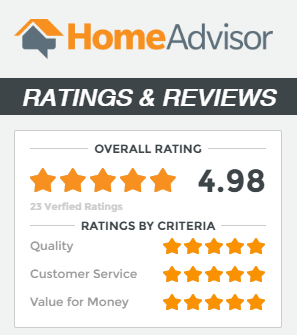 HomeAdvisor
RATINGS & REVIEWS
OVERALL RATING
4.98
23 Verfied Ratings
RATINGS BY CRITERIA
Quality
Customer Service
Value for Money